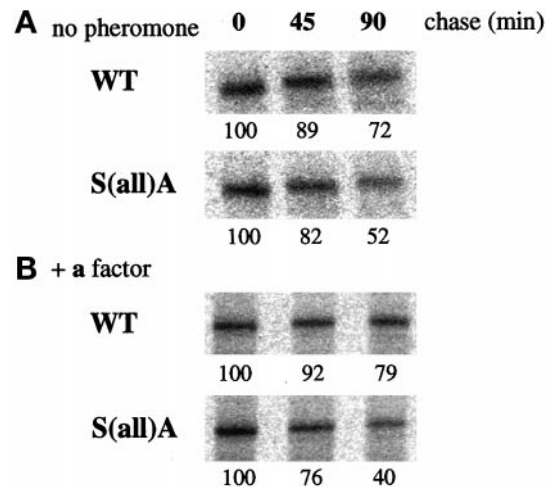 A no pheromone 0 45 90 chase (min)
WT
100 89 72
S(all)A
100 82 52
B + a factor
WT
100 92 79
S(all)A
100 76 40